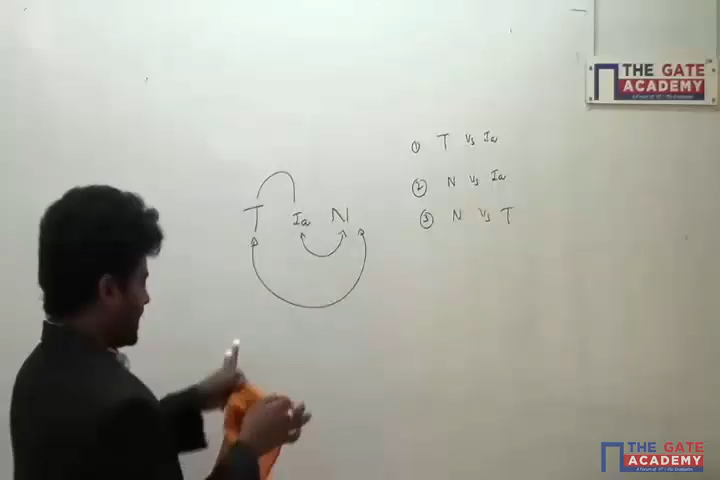 THE GATE
ACADEMY
① T Vs Ia
② N Vs Ia
③ N Vs T
T Ia N
THE GATE
ACADEMY